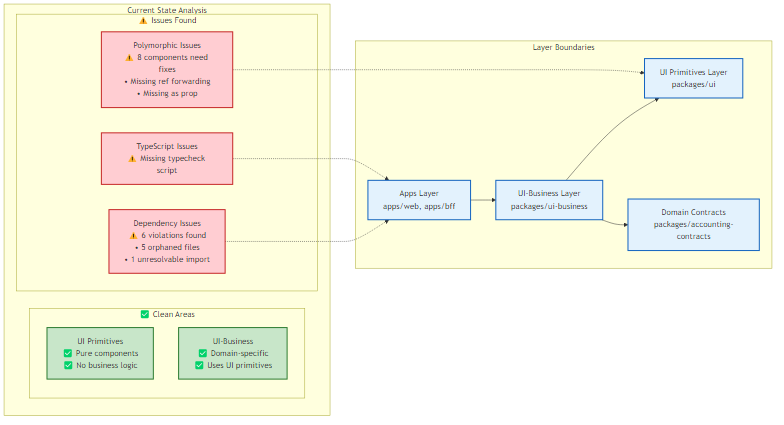 Current State Analysis
⚠️ Issues Found
Polymorphic Issues
⚠️ 8 components need
fixes
• Missing ref forwarding
• Missing as prop
TypeScript Issues
⚠️ Missing typecheck
script
Dependency Issues
⚠️ 6 violations found
• 5 orphaned files
• 1 unresolvable import
✅ Clean Areas
UI Primitives
✅ Pure components
✅ No business logic
UI-Business
✅ Domain-specific
✅ Uses UI primitives
Layer Boundaries
UI Primitives Layer
packages/ui
Apps Layer
apps/web, apps/bff
UI-Business Layer
packages/ui-business
Domain Contracts
packages/accounting-
contracts